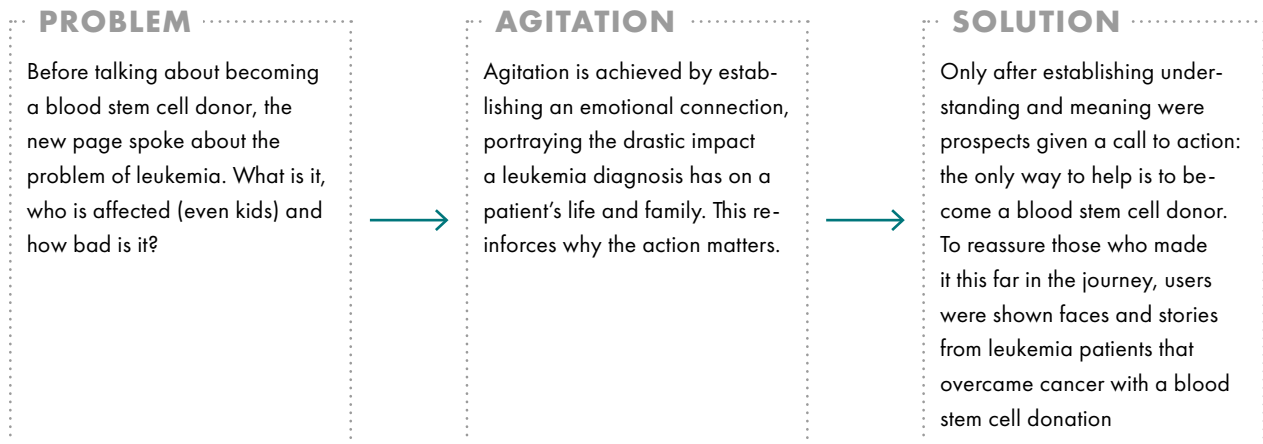 PROBLEM
Before talking about becoming
a blood stem cell donor, the
new page spoke about the
problem of leukemia. What is it,
who is affected (even kids) and
how bad is it?
AGITATION
Agitation is achieved by estab-
lishing an emotional connection,
portraying the drastic impact
a leukemia diagnosis has on a
patient's life and family. This re-
inforces why the action matters.
SOLUTION
Only after establishing under-
standing and meaning were
prospects given a call to action:
the only way to help is to be-
come a blood stem cell donor.
To reassure those who made
it this far in the journey, users
were shown faces and stories
from leukemia patients that
overcame cancer with a blood
stem cell donation